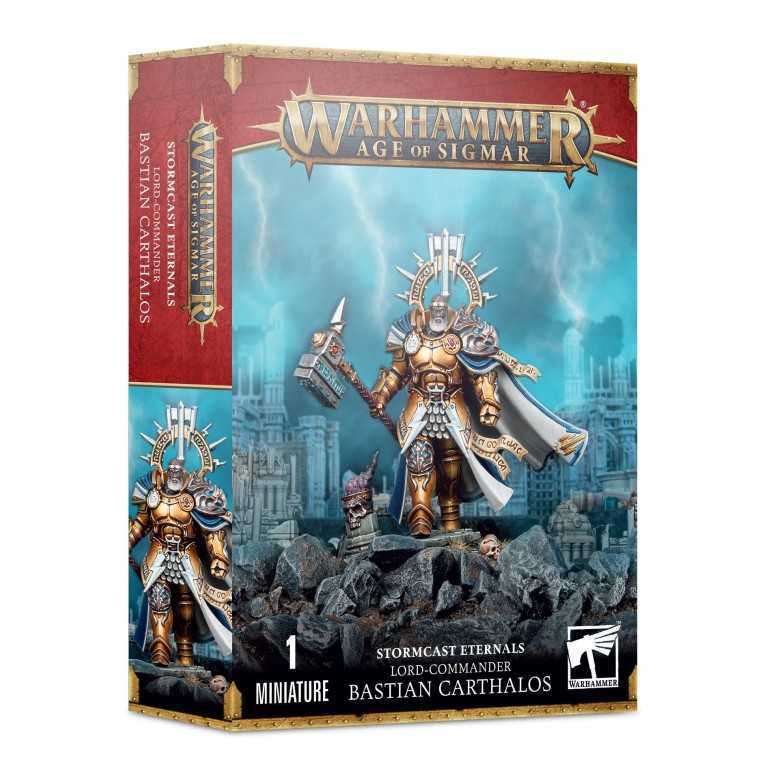 WARHAMMER
AGE OF SIGMAR
STORMCAST ETERNALS
LORD-COMMANDER
BASTIAN CARTHALOS
WARHAMMER®
AGE OF SIGMAR
1
MINIATURE
STORMCAST ETERNALS
LORD-COMMANDER
BASTIAN CARTHALOS
WARHAMMER
™